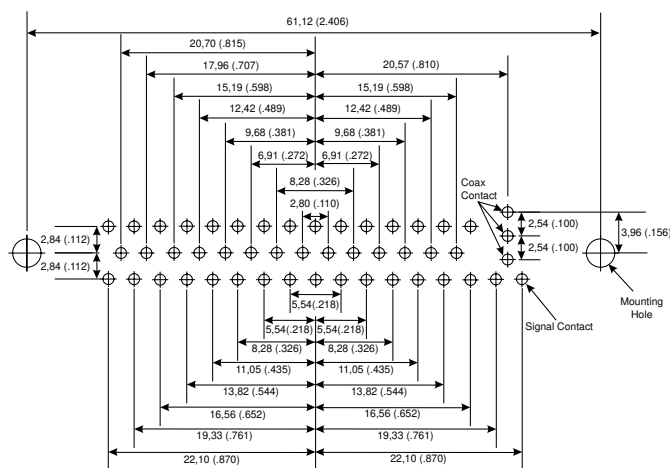 61,12 (2.406)
20,70 (.815)
17,96 (.707) 20,57 (.810)
15,19 (.598) 15,19 (.598)
12,42 (.489) 12,42 (.489)
9,68 (.381) 9,68 (.381)
6,91 (.272) 6,91 (.272)
8,28 (.326)
2,80 (.110)
Coax
Contact
2,54 (.100)
3,96 (.156)
2,84 (.112)
2,54 (.100)
2,84 (.112)
5,54(.218)
Mounting
Hole
5,54(.218) 5,54(.218)
Signal Contact
8,28 (.326) 8,28 (.326)
11,05 (.435) 11,05 (.435)
13,82 (.544) 13,82 (.544)
16,56 (.652) 16,56 (.652)
19,33 (.761) 19,33 (.761)
22,10 (.870) 22,10 (.870)